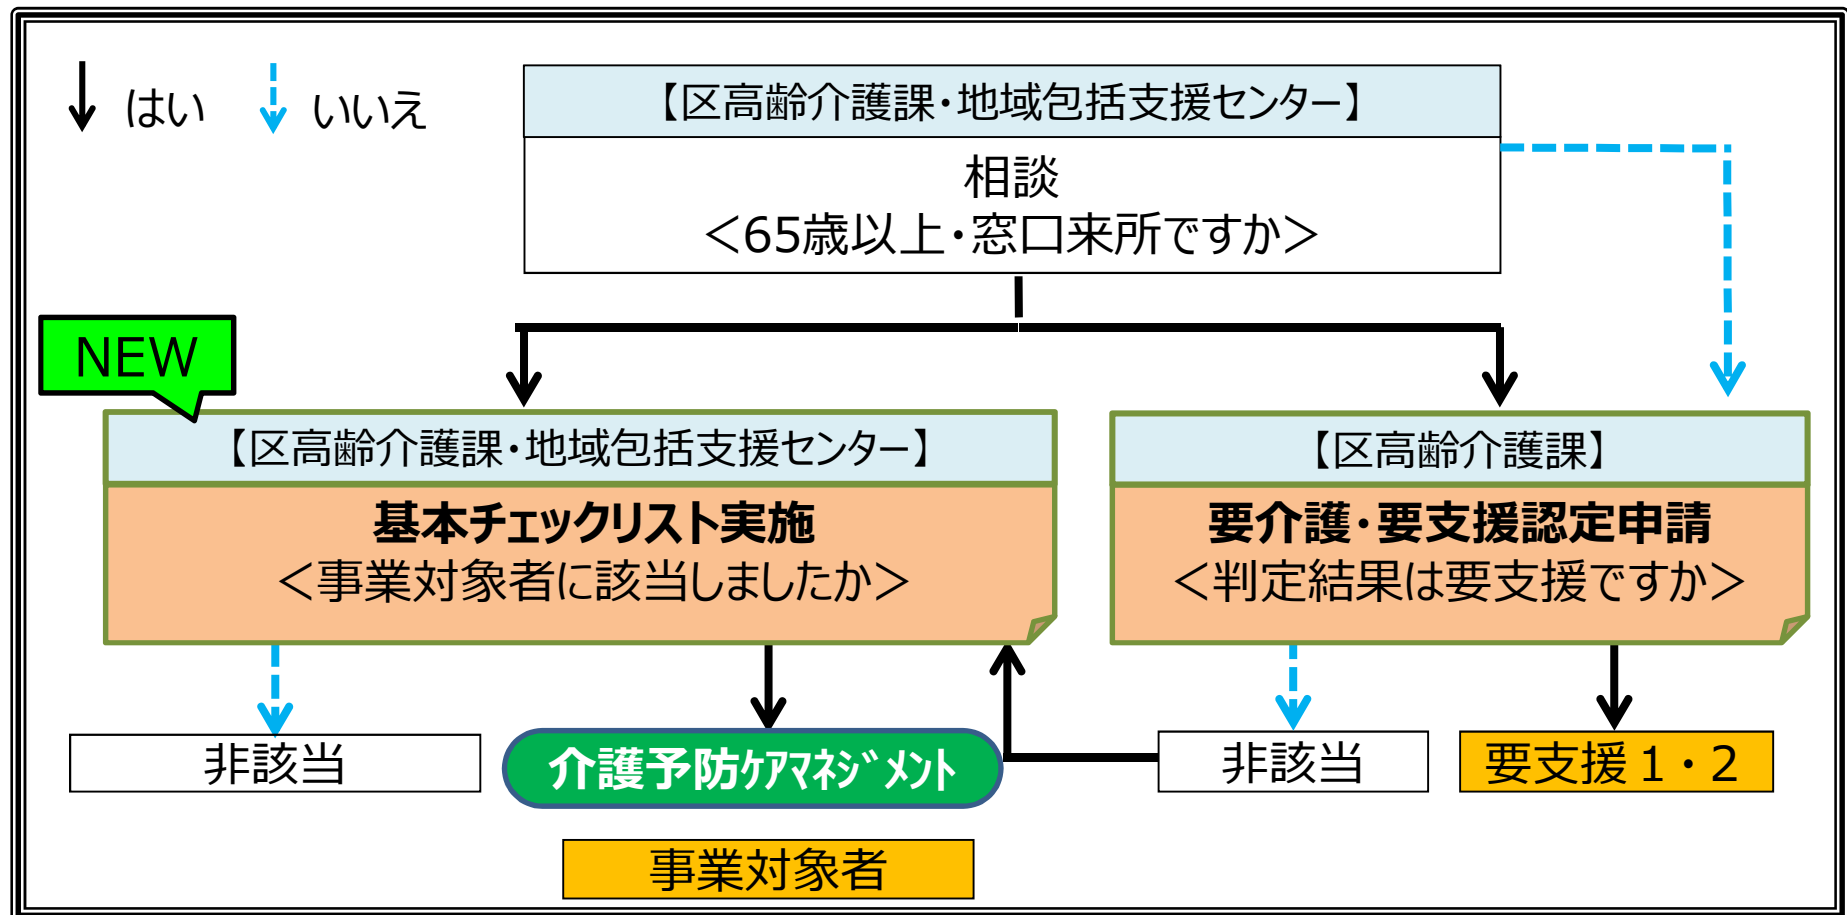 はい
いいえ
【区高齢介護課・地域包括支援センター】
相談
＜65歳以上・窓口来所ですか＞
NEW
【区高齢介護課・地域包括支援センター】
基本チェックリスト実施
＜事業対象者に該当しましたか＞
【区高齢介護課】
要介護・要支援認定申請
＜判定結果は要支援ですか＞
非該当
介護予防ｹｱﾏﾈｼﾞﾒﾝﾄ
非該当
要支援１・２
事業対象者